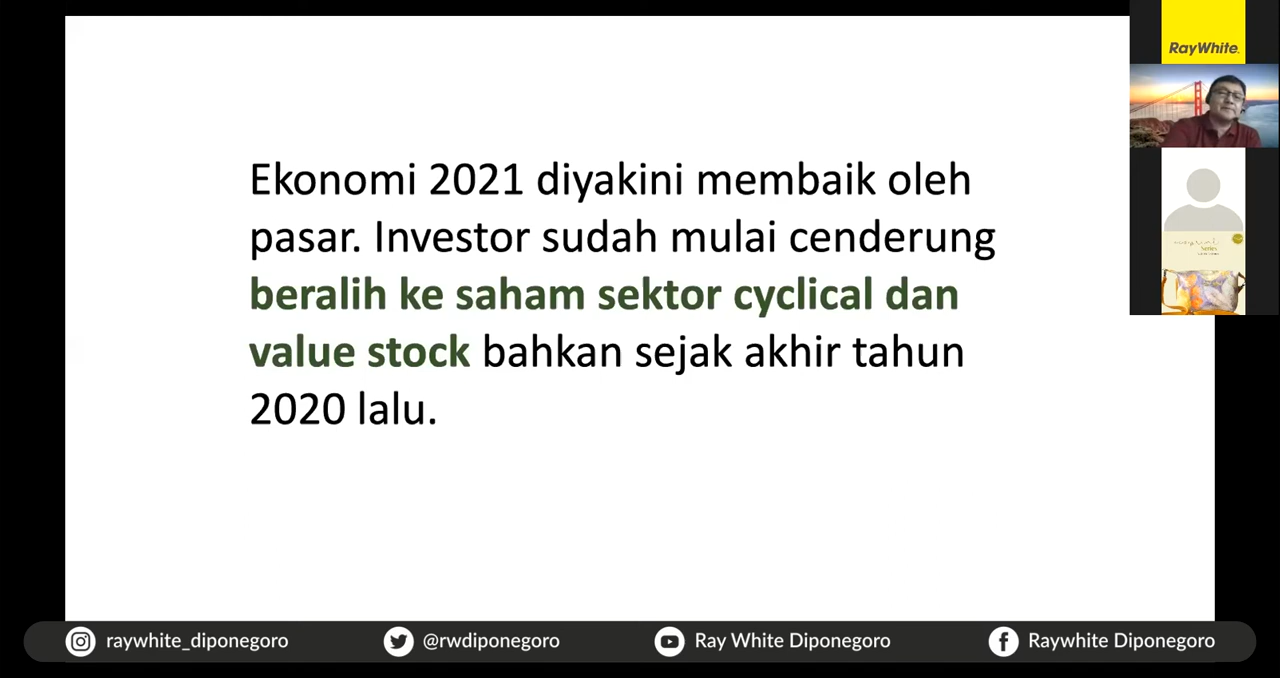 RayWhite.
Ekonomi 2021 diyakini membaik oleh
pasar. Investor sudah mulai cenderung
beralih ke saham sektor cyclical dan
value stock bahkan sejak akhir tahun
2020 lalu.
Series
raywhite_diponegoro
@rwdiponegoro
Ray White Diponegoro
Raywhite Diponegoro